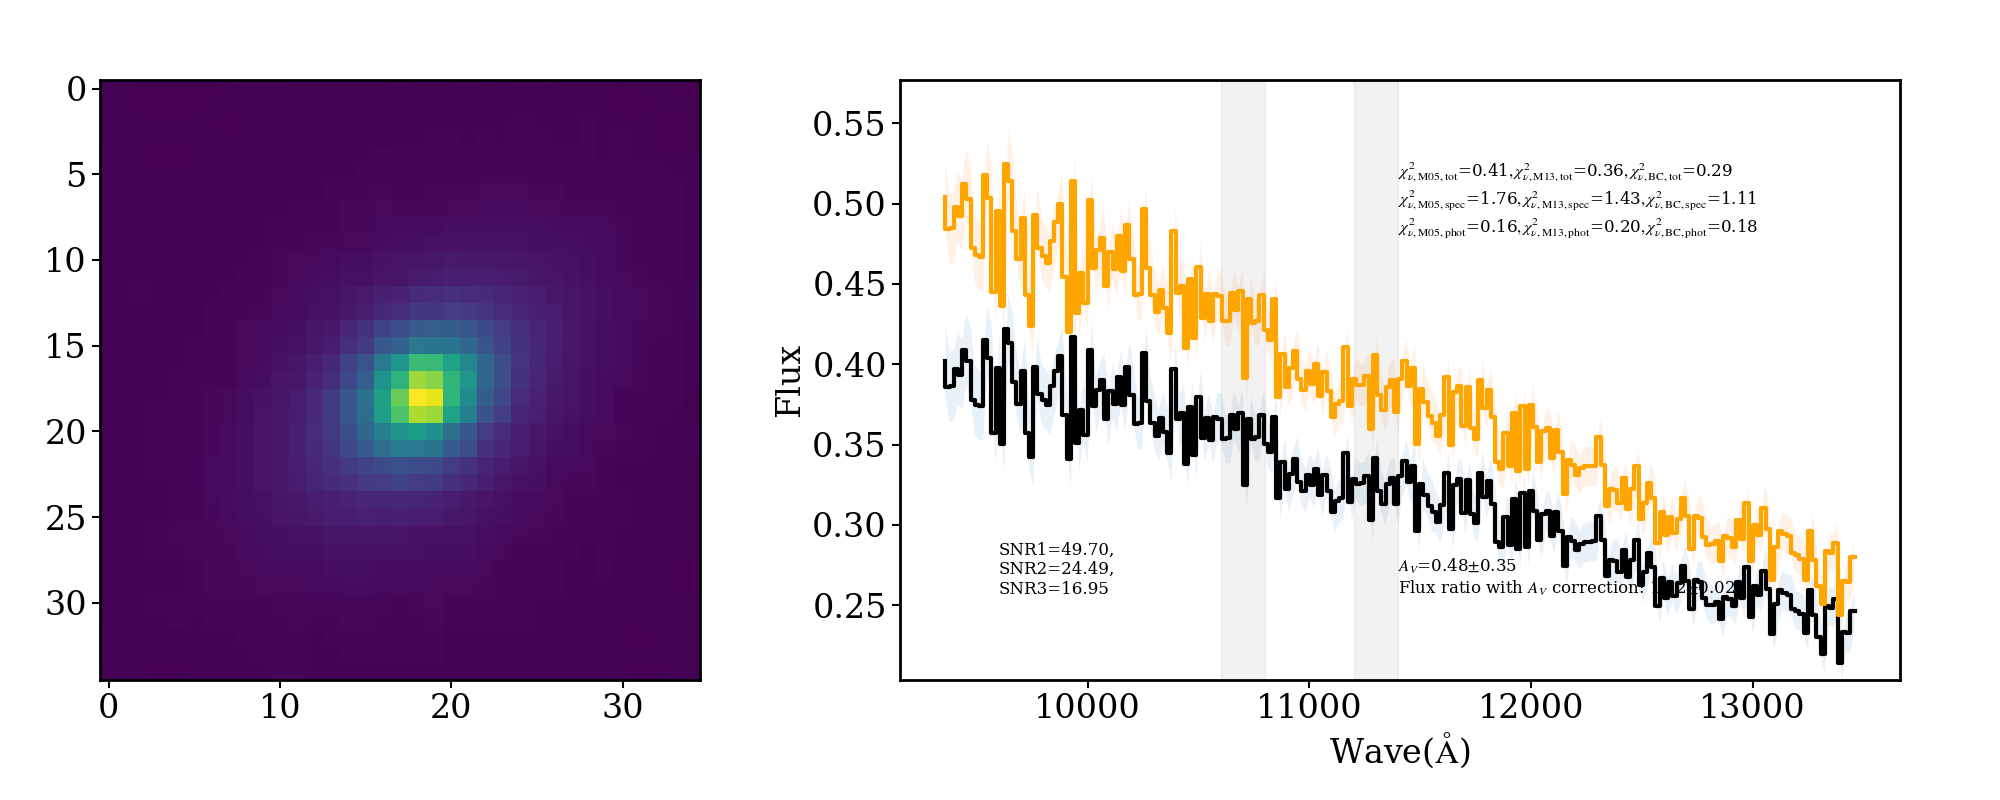 0
5
10
15
20
25
30
0 10 20 30
Flux
0.55
0.50
0.45
0.40
0.35
0.30
0.25
χ²ν,M05,tot=0.41,χ²ν,M13,tot=0.36,χ²ν,BC,tot=0.29
χ²ν,M05,spec=1.76,χ²ν,M13,spec=1.43,χ²ν,BC,spec=1.11
χ²ν,M05,phot=0.16,χ²ν,M13,phot=0.20,χ²ν,BC,phot=0.18
SNR1=49.70,
SNR2=24.49,
SNR3=16.95
AV=0.48±0.35
Flux ratio with AV correction:
10000 11000 12000 13000
Wave(Å)